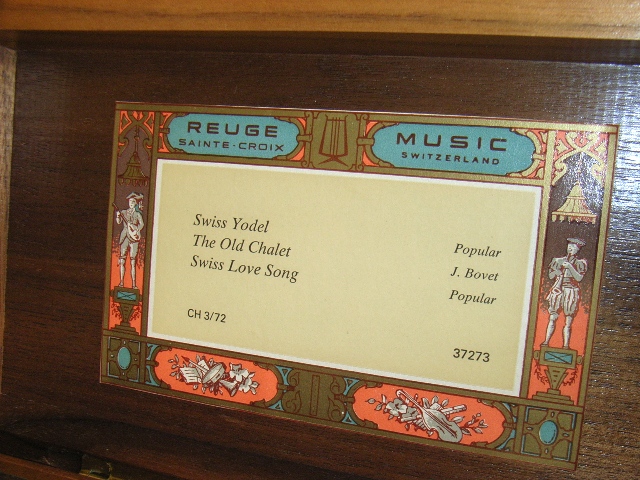 REUGE
SAINTE-CROIX
MUSIC
SWITZERLAND
Swiss Yodel Popular
The Old Chalet J. Bovet
Swiss Love Song Popular
CH 3/72 37273